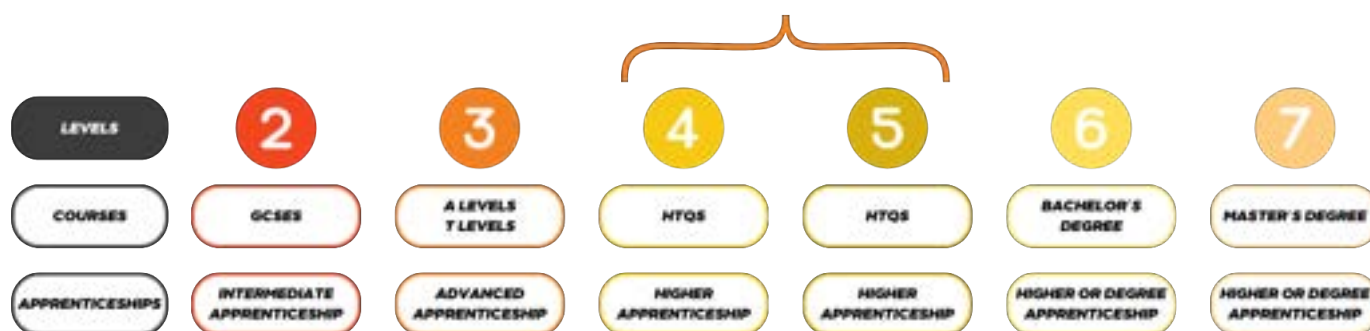 LEVELS 2 3 4 5 6 7
COURSES GCSES A LEVELS HTQS HTQS BACHELOR'S MASTER'S DEGREE
T LEVELS DEGREE
APPRENTICESHIPS INTERMEDIATE ADVANCED HIGHER HIGHER HIGHER OR DEGREE HIGHER OR DEGREE
APPRENTICESHIP APPRENTICESHIP APPRENTICESHIP APPRENTICESHIP APPRENTICESHIP APPRENTICESHIP